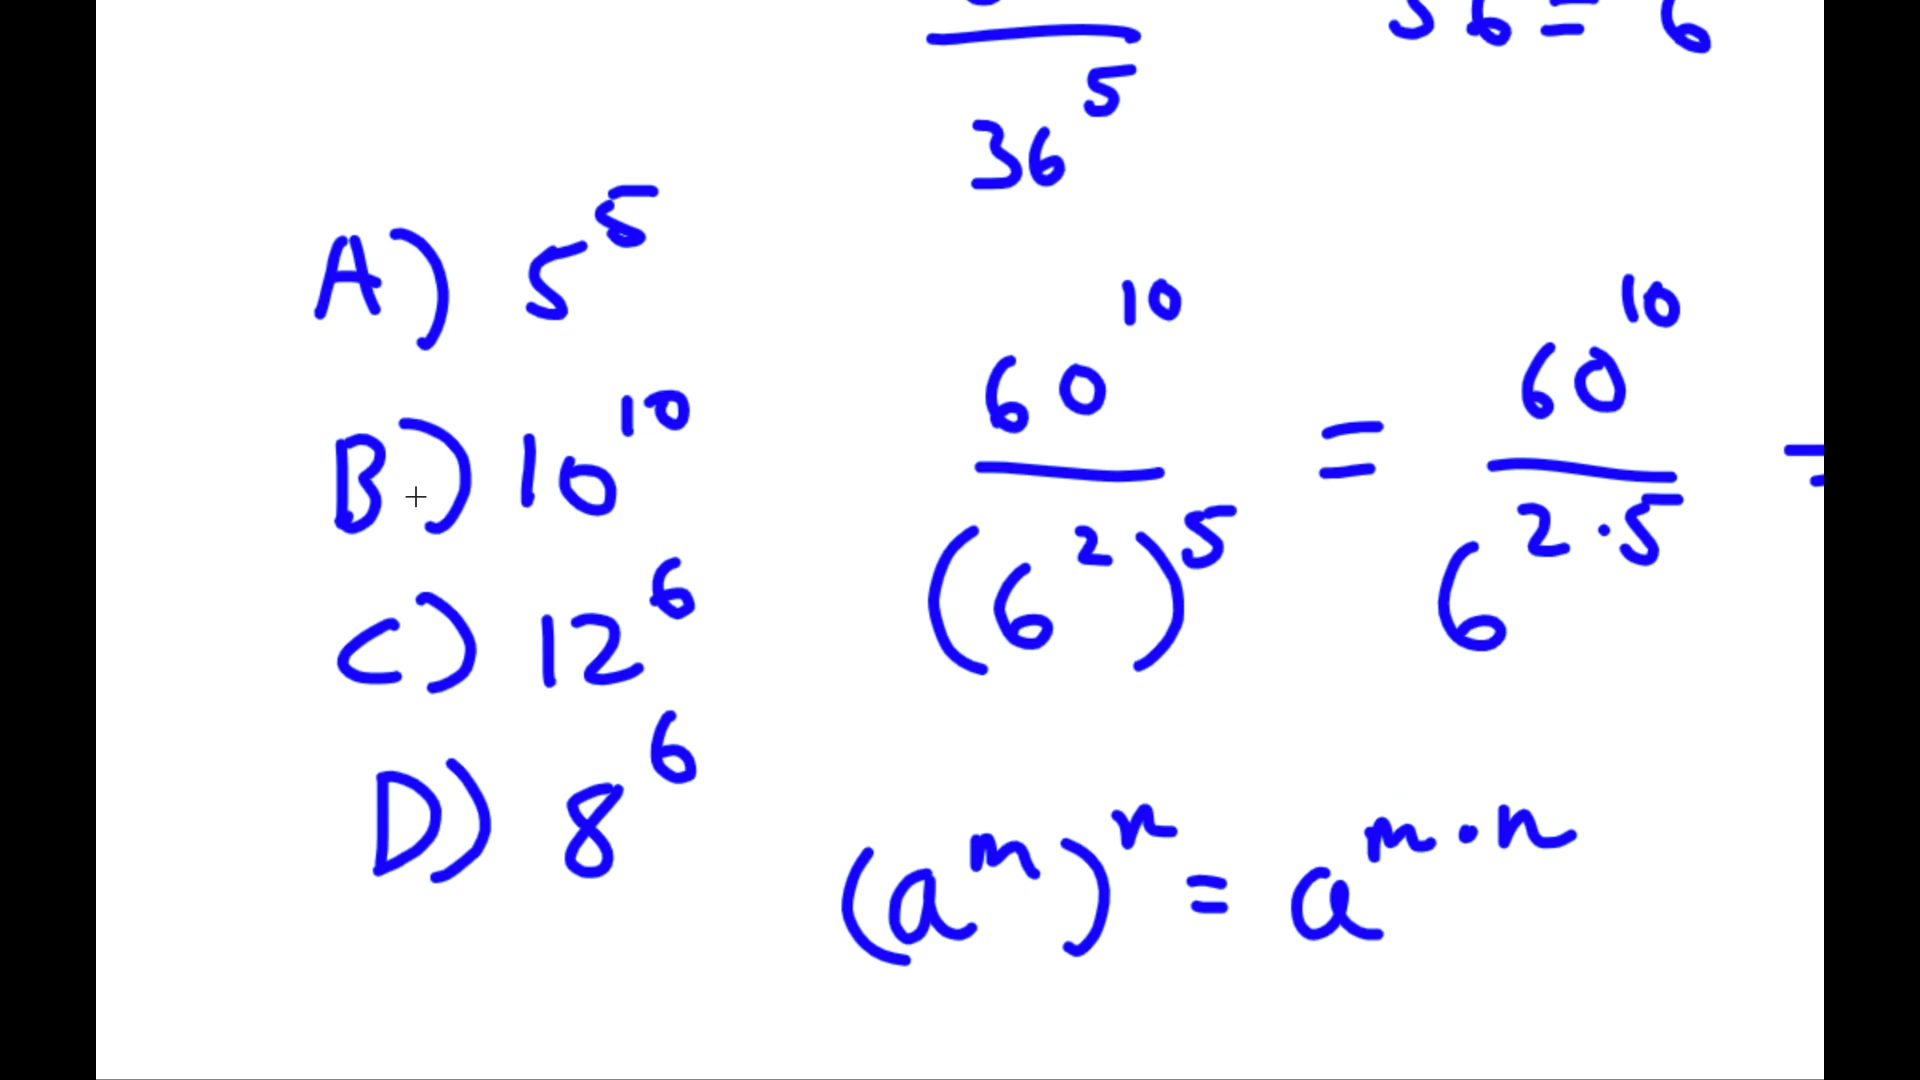 36^5
36 = 6
A) 5^5
B) 10^10
C) 12^6
D) 8^6
60^10 / (6^2)^5 = 60^10 / 6^(2·5) =
(a^m)^n = a^(m·n)